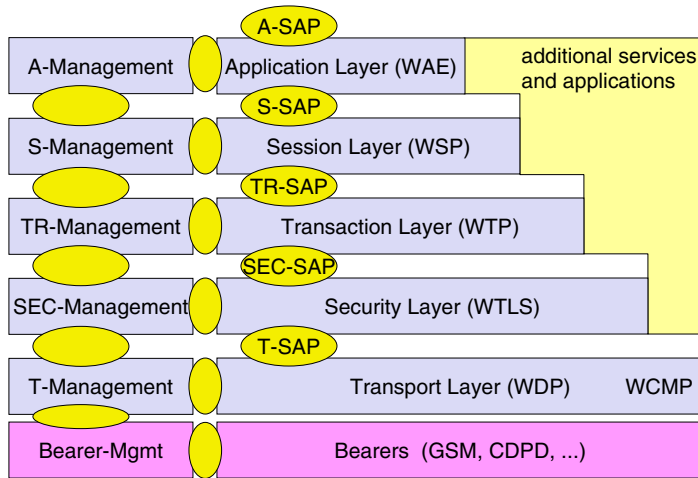 A-SAP
A-Management
Application Layer (WAE)
additional services
and applications
S-SAP
S-Management
Session Layer (WSP)
TR-SAP
TR-Management
Transaction Layer (WTP)
SEC-SAP
SEC-Management
Security Layer (WTLS)
T-SAP
T-Management
Transport Layer (WDP)
WCMP
Bearer-Mgmt
Bearers (GSM, CDPD, ...)